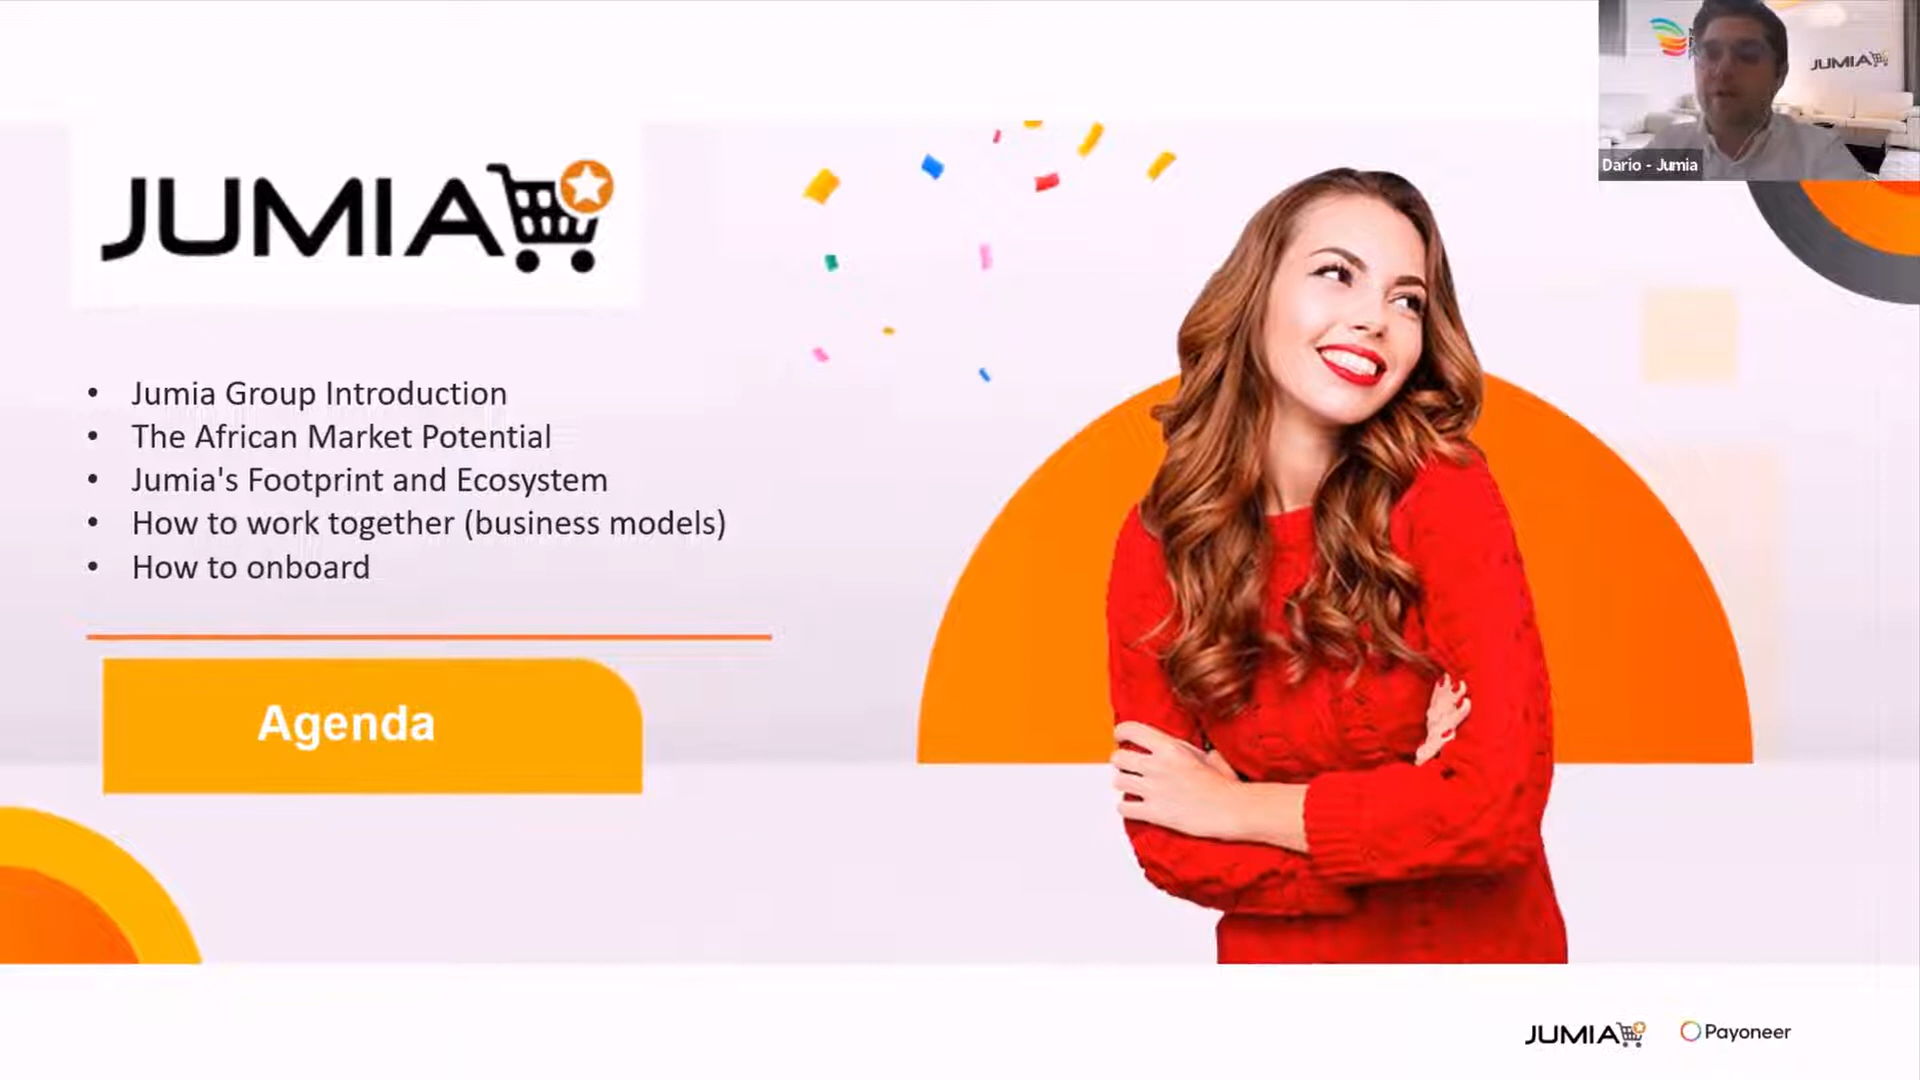 JUMIA
Dario - Jumia
JUMIA
• Jumia Group Introduction
• The African Market Potential
• Jumia's Footprint and Ecosystem
• How to work together (business models)
• How to onboard
Agenda
JUMIA
Payoneer